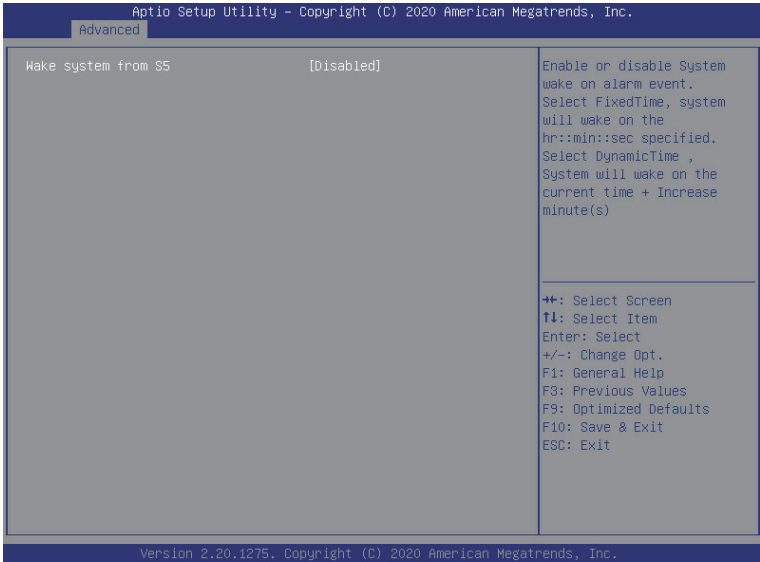 Aptio Setup Utility – Copyright (C) 2020 American Megatrends, Inc.
Advanced
Wake system from S5 [Disabled]
Enable or disable System
wake on alarm event.
Select FixedTime, system
will wake on the
hr::min::sec specified.
Select DynamicTime ,
System will wake on the
current time + Increase
minute(s)
→←: Select Screen
↑↓: Select Item
Enter: Select
+/-: Change Opt.
F1: General Help
F3: Previous Values
F9: Optimized Defaults
F10: Save & Exit
ESC: Exit
Version 2.20.1275. Copyright (C) 2020 American Megatrends, Inc.